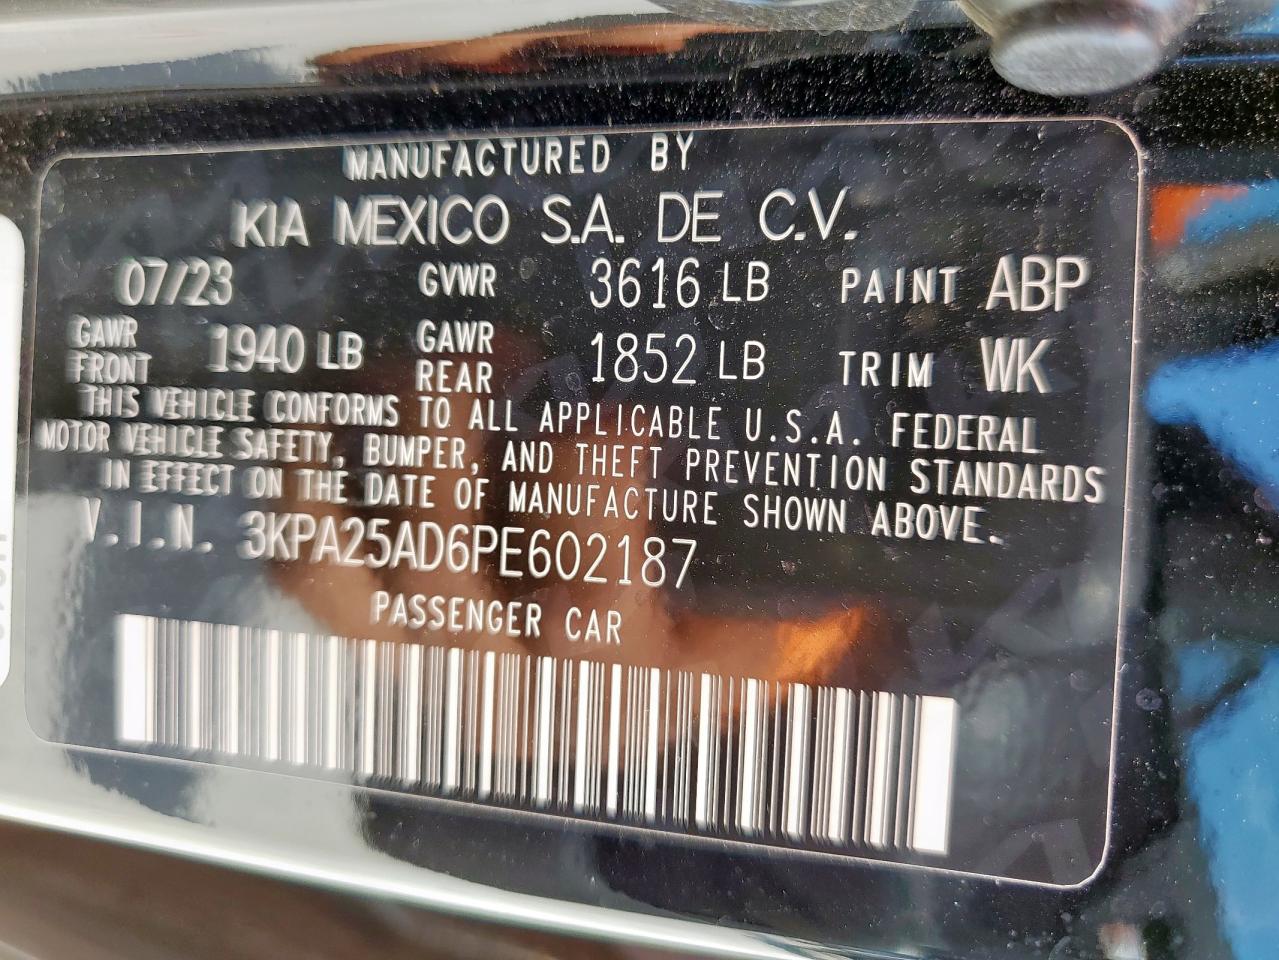 MANUFACTURED BY
KIA MEXICO S.A. DE C.V.
07/23 GVWR 3616 LB PAINT ABP
GAWR FRONT 1940 LB GAWR REAR 1852 LB TRIM WK
THIS VEHICLE CONFORMS TO ALL APPLICABLE U.S.A. FEDERAL
MOTOR VEHICLE SAFETY, BUMPER, AND THEFT PREVENTION STANDARDS
IN EFFECT ON THE DATE OF MANUFACTURE SHOWN ABOVE.
V.I.N. 3KPA25AD6PE602187
PASSENGER CAR